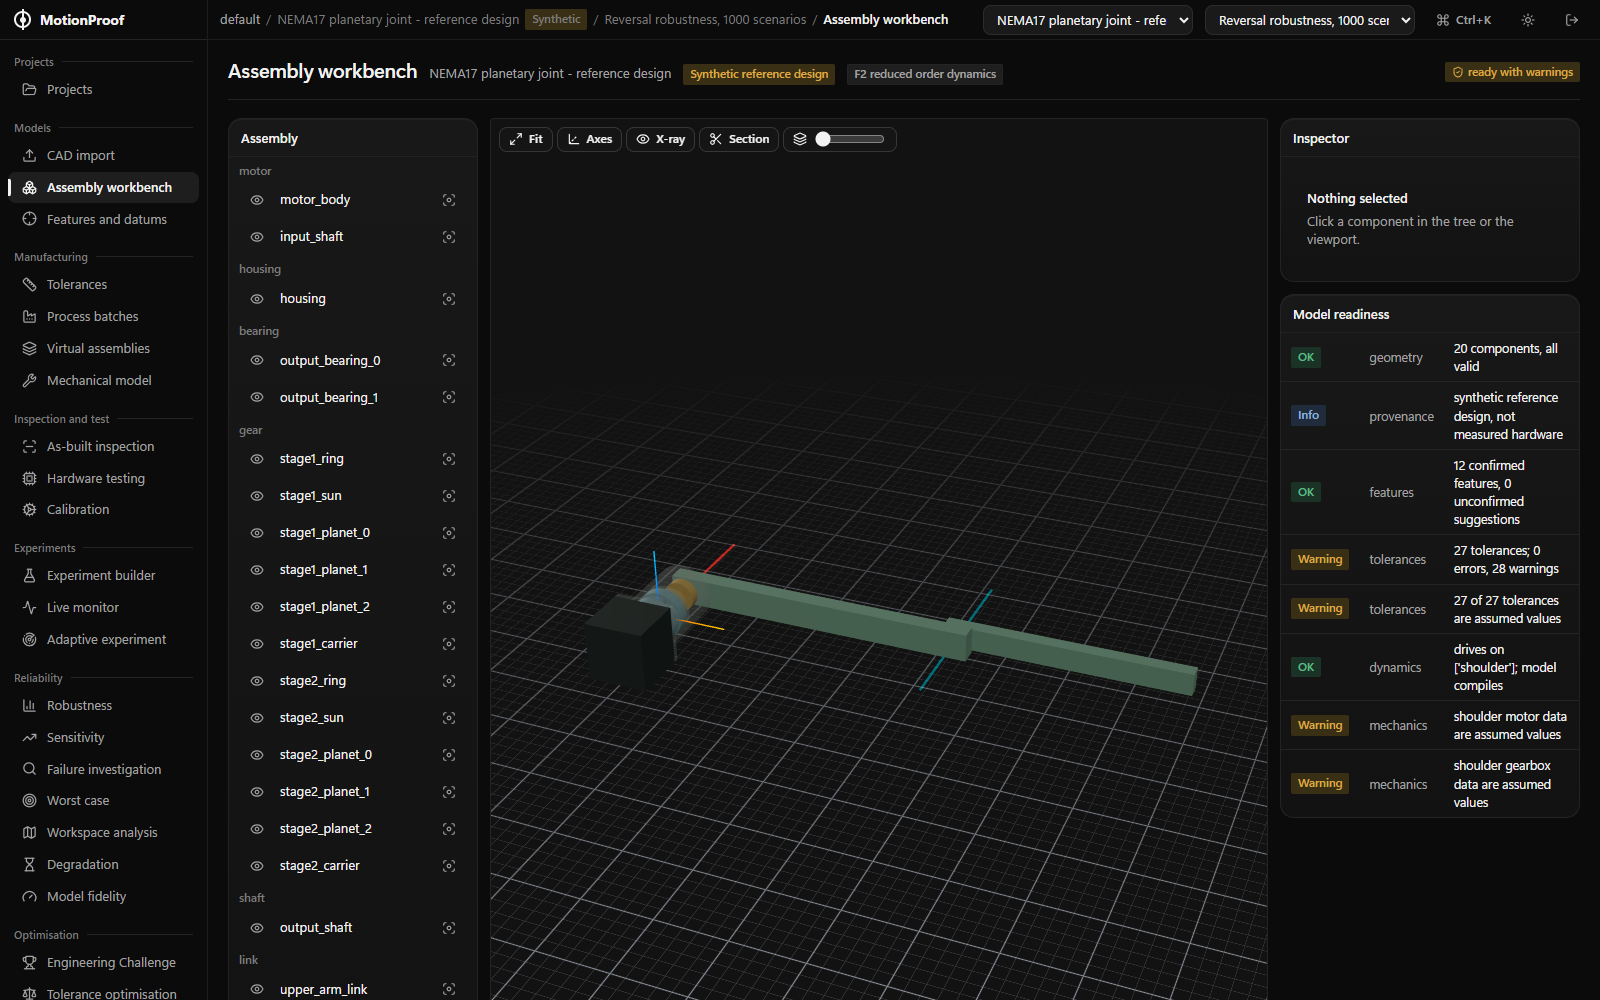 MotionProof
default / NEMA17 planetary joint - reference design Synthetic / Reversal robustness, 1000 scenarios / Assembly workbench
NEMA17 planetary joint - refe
Reversal robustness, 1000 scer
Ctrl+K
Projects
Projects
Models
CAD import
Assembly workbench
Features and datums
Manufacturing
Tolerances
Process batches
Virtual assemblies
Mechanical model
Inspection and test
As-built inspection
Hardware testing
Calibration
Experiments
Experiment builder
Live monitor
Adaptive experiment
Reliability
Robustness
Sensitivity
Failure investigation
Worst case
Workspace analysis
Degradation
Model fidelity
Optimisation
Engineering Challenge
Tolerance optimisation
Assembly workbench NEMA17 planetary joint - reference design Synthetic reference design F2 reduced order dynamics
ready with warnings
Assembly
motor
motor_body
input_shaft
housing
housing
bearing
output_bearing_0
output_bearing_1
gear
stage1_ring
stage1_sun
stage1_planet_0
stage1_planet_1
stage1_planet_2
stage1_carrier
stage2_ring
stage2_sun
stage2_planet_0
stage2_planet_1
stage2_planet_2
stage2_carrier
shaft
output_shaft
link
upper_arm_link
Fit
Axes
X-ray
Section
Inspector
Nothing selected
Click a component in the tree or the
viewport.
Model readiness
OK geometry 20 components, all
valid
Info provenance synthetic reference
design, not
measured hardware
OK features 12 confirmed
features, 0
unconfirmed
suggestions
Warning tolerances 27 tolerances; 0
errors, 28 warnings
Warning tolerances 27 of 27 tolerances
are assumed values
OK dynamics drives on
['shoulder']; model
compiles
Warning mechanics shoulder motor data
are assumed values
Warning mechanics shoulder gearbox
data are assumed
values